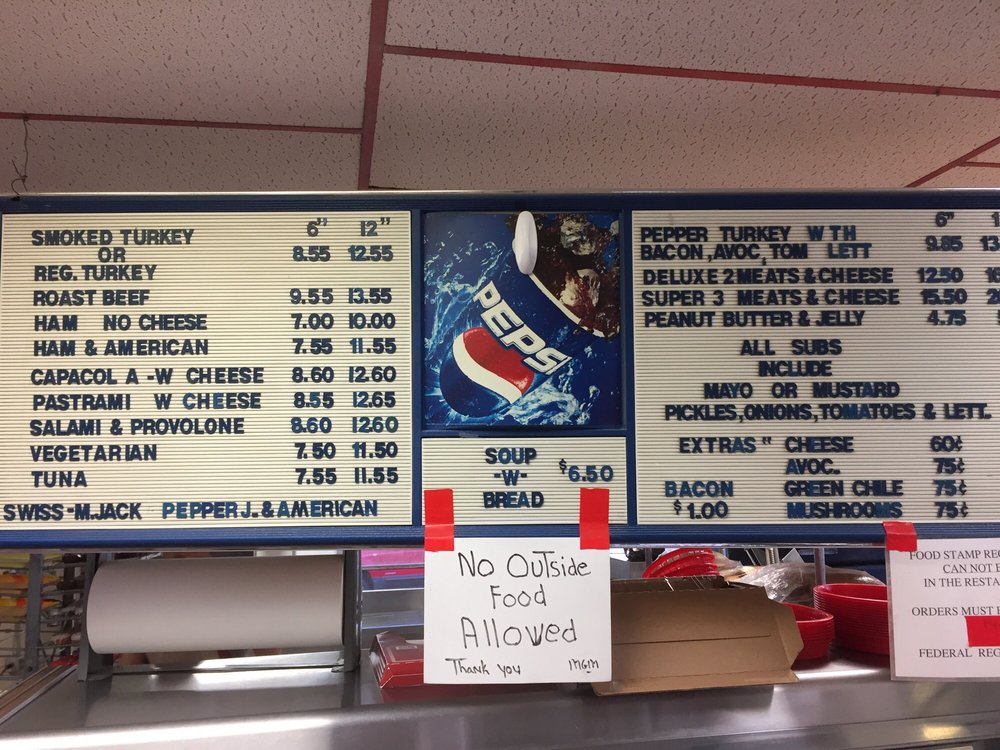 6" 12"
SMOKED TURKEY 8.55 12.55
OR
REG. TURKEY
ROAST BEEF 9.55 13.55
HAM NO CHEESE 7.00 10.00
HAM & AMERICAN 7.55 11.55
CAPACOL A -W CHEESE 8.60 12.60
PASTRAMI W CHEESE 8.55 12.65
SALAMI & PROVOLONE 8.60 12.60
VEGETARIAN 7.50 11.50
TUNA 7.55 11.55
SWISS-M.JACK PEPPER J. & AMERICAN
PEPSI
SOUP
-W-
BREAD
$6.50
6"
PEPPER TURKEY W TH
BACON, AVOC, TOM LETT 9.85
DELUXE 2 MEATS & CHEESE 12.50
SUPER 3 MEATS & CHEESE 15.50
PEANUT BUTTER & JELLY 4.75
ALL SUBS
INCLUDE
MAYO OR MUSTARD
PICKLES, ONIONS, TOMATOES & LETT.
EXTRAS" CHEESE 60¢
AVOC.. 75¢
BACON GREEN CHILE 75¢
$1.00 MUSHROOMS 75¢
No Outside
Food
Allowed
Thank you MGM
FOOD STAMP
CAN NOT
IN THE
ORDERS MUST
FEDERAL